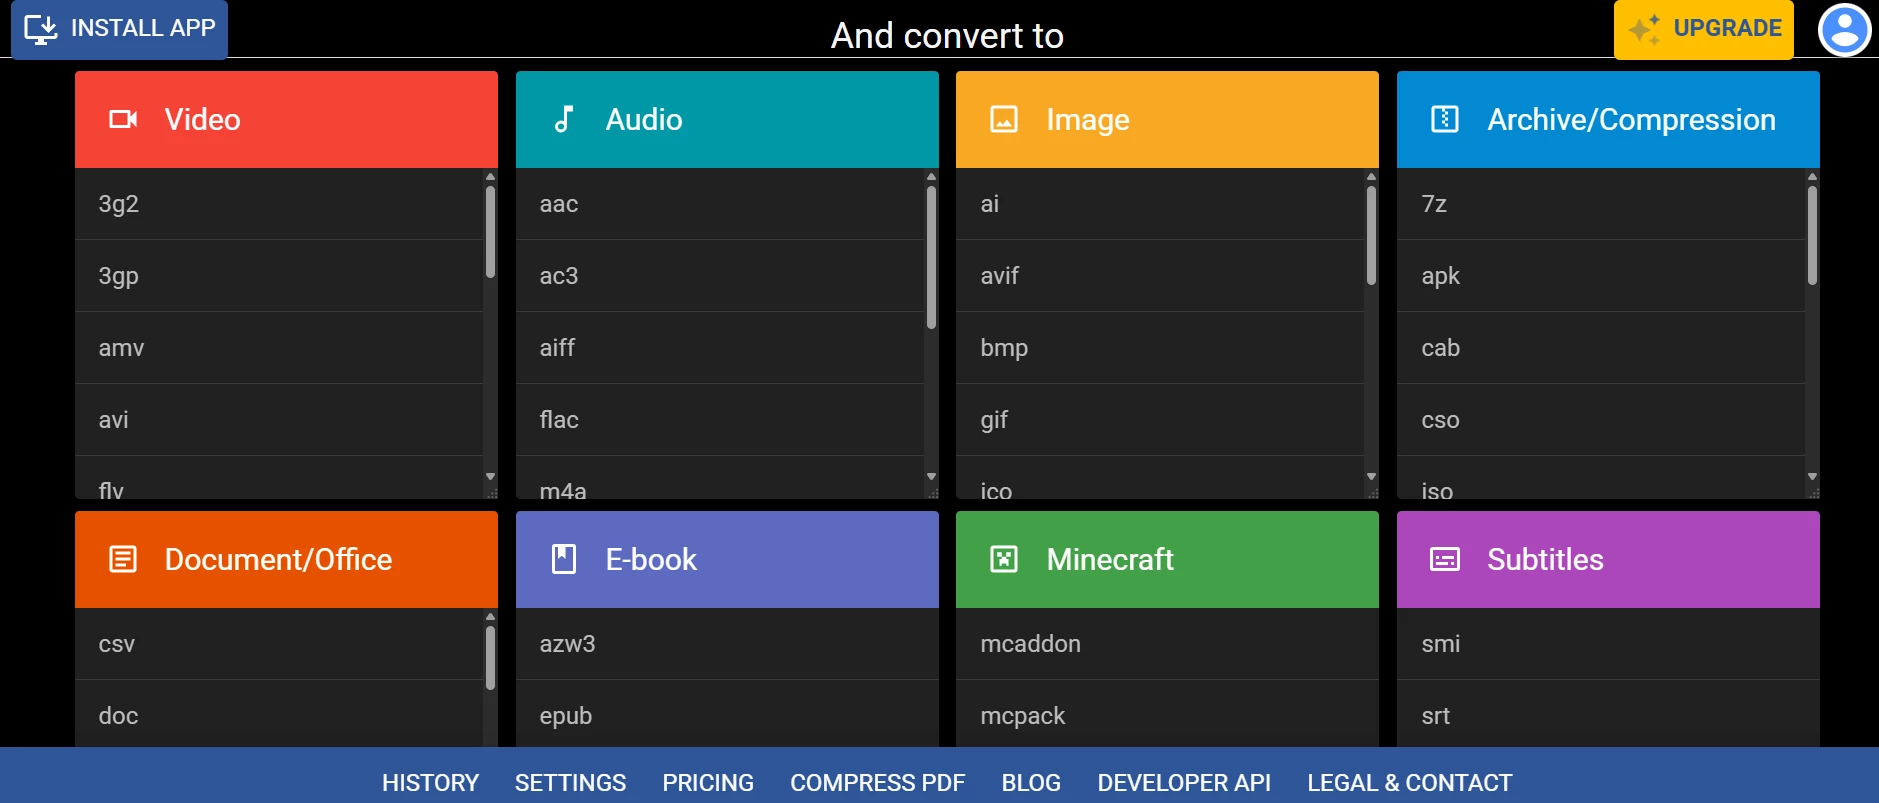 INSTALL APP
And convert to
UPGRADE
Video
3g2
3gp
amv
avi
flv
Audio
aac
ac3
aiff
flac
m4a
Image
ai
avif
bmp
gif
ico
Archive/Compression
7z
apk
cab
cso
iso
Document/Office
csv
doc
E-book
azw3
epub
Minecraft
mcaddon
mcpack
Subtitles
smi
srt
HISTORY SETTINGS PRICING COMPRESS PDF BLOG DEVELOPER API LEGAL & CONTACT